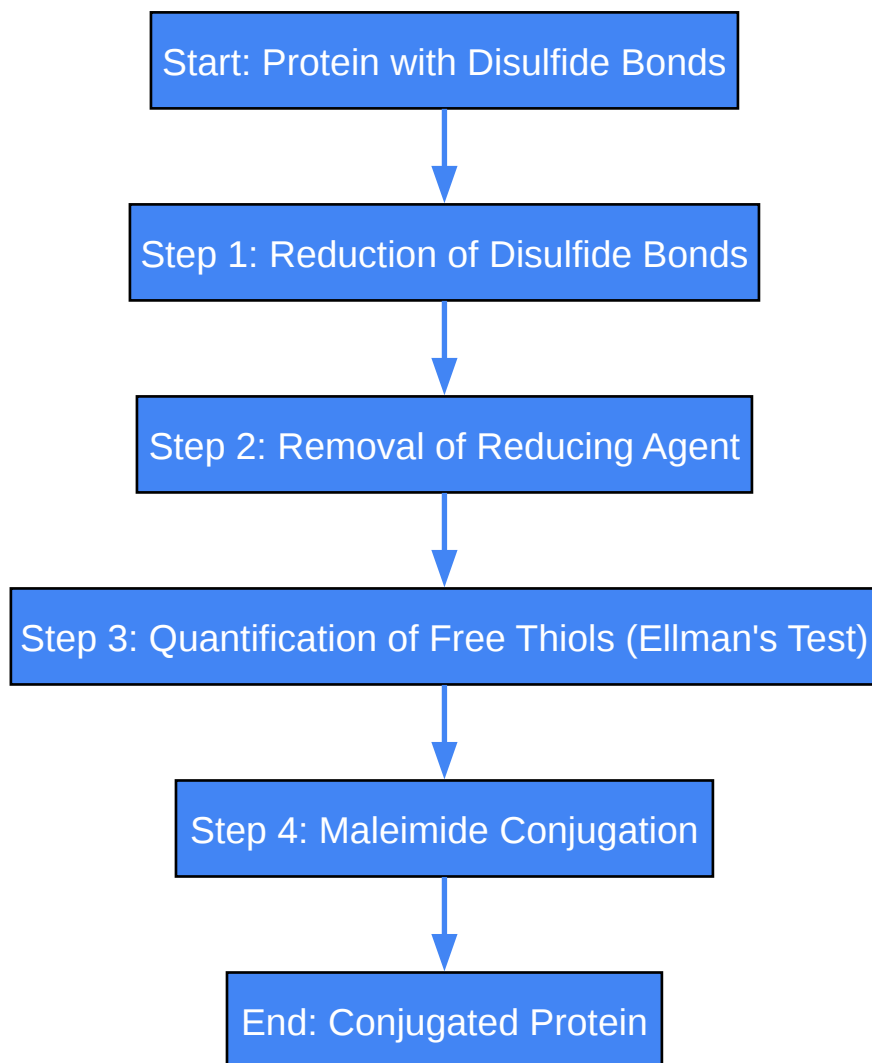 Start: Protein with Disulfide Bonds
Step 1: Reduction of Disulfide Bonds
Step 2: Removal of Reducing Agent
Step 3: Quantification of Free Thiols (Ellman's Test)
Step 4: Maleimide Conjugation
End: Conjugated Protein